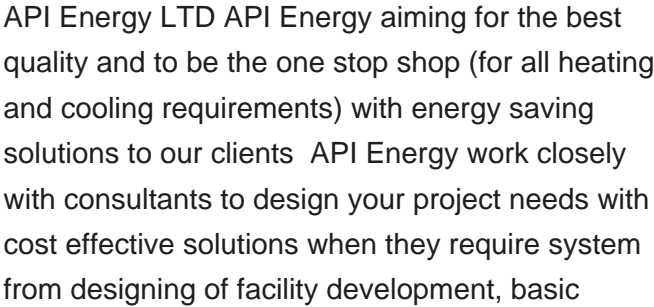 API Energy LTD API Energy aiming for the best
quality and to be the one stop shop (for all heating
and cooling requirements) with energy saving
solutions to our clients  API Energy work closely
with consultants to design your project needs with
cost effective solutions when they require system
from designing of facility development, basic